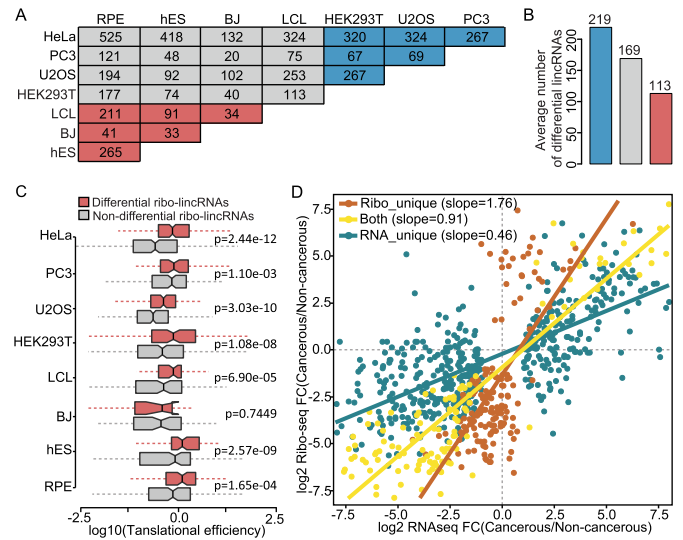 A
RPE hES BJ LCL HEK293T U2OS PC3
HeLa 525 418 132 324 320 324 267
PC3 121 48 20 75 67 69
U2OS 194 92 102 253 267
HEK293T 177 74 40 113
LCL 211 91 34
BJ 41 33
hES 265
B
Average number
of differential lincRNAs
0 50 100 150 200
219
169
113
C
Differential ribo-lincRNAs
Non-differential ribo-lincRNAs
HeLa p=2.44e-12
PC3 p=1.10e-03
U2OS p=3.03e-10
HEK293T p=1.08e-08
LCL p=6.90e-05
BJ p=0.7449
hES p=2.57e-09
RPE p=1.65e-04
-2.5 0.0 2.5
log10(Tanslational efficiency)
D
Ribo_unique (slope=1.76)
Both (slope=0.91)
RNA_unique (slope=0.46)
log2 Ribo-seq FC(Cancerous/Non-cancerous)
7.5
5.0
2.5
0.0
-2.5
-5.0
-7.5
-7.5 -5.0 -2.5 0.0 2.5 5.0 7.5
log2 RNAseq FC(Cancerous/Non-cancerous)